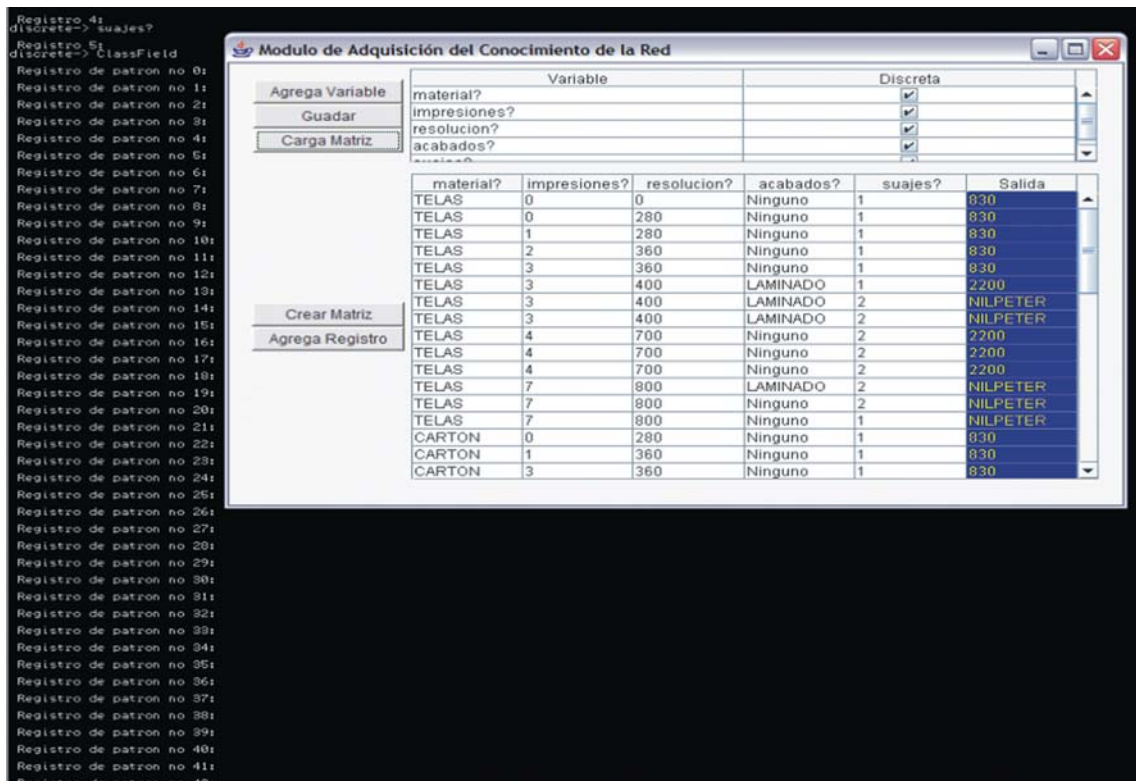 Registro 4:
discrete-> suajes?
Registro 5:
discrete-> ClassField
Registro de patron no 0:
Registro de patron no 1:
Registro de patron no 2:
Registro de patron no 3:
Registro de patron no 4:
Registro de patron no 5:
Registro de patron no 6:
Registro de patron no 7:
Registro de patron no 8:
Registro de patron no 9:
Registro de patron no 10:
Registro de patron no 11:
Registro de patron no 12:
Registro de patron no 13:
Registro de patron no 14:
Registro de patron no 15:
Registro de patron no 16:
Registro de patron no 17:
Registro de patron no 18:
Registro de patron no 19:
Registro de patron no 20:
Registro de patron no 21:
Registro de patron no 22:
Registro de patron no 23:
Registro de patron no 24:
Registro de patron no 25:
Registro de patron no 26:
Registro de patron no 27:
Registro de patron no 28:
Registro de patron no 29:
Registro de patron no 30:
Registro de patron no 31:
Registro de patron no 32:
Registro de patron no 33:
Registro de patron no 34:
Registro de patron no 35:
Registro de patron no 36:
Registro de patron no 37:
Registro de patron no 38:
Registro de patron no 39:
Registro de patron no 40:
Registro de patron no 41:
Modulo de Adquisición del Conocimiento de la Red
Agrega Variable
Guadar
Carga Matriz
Variable Discreta
material?
impresiones?
resolucion?
acabados?
Crear Matriz
Agrega Registro
material? impresiones? resolucion? acabados? suajes? Salida
TELAS 0 0 Ninguno 1 830
TELAS 0 280 Ninguno 1 830
TELAS 1 280 Ninguno 1 830
TELAS 2 360 Ninguno 1 830
TELAS 3 360 Ninguno 1 830
TELAS 3 400 LAMINADO 1 2200
TELAS 3 400 LAMINADO 2 NILPETER
TELAS 3 400 LAMINADO 2 NILPETER
TELAS 4 700 Ninguno 2 2200
TELAS 4 700 Ninguno 2 2200
TELAS 4 700 Ninguno 2 2200
TELAS 7 800 LAMINADO 2 NILPETER
TELAS 7 800 Ninguno 2 NILPETER
TELAS 7 800 Ninguno 1 NILPETER
CARTON 0 280 Ninguno 1 830
CARTON 1 360 Ninguno 1 830
CARTON 3 360 Ninguno 1 830